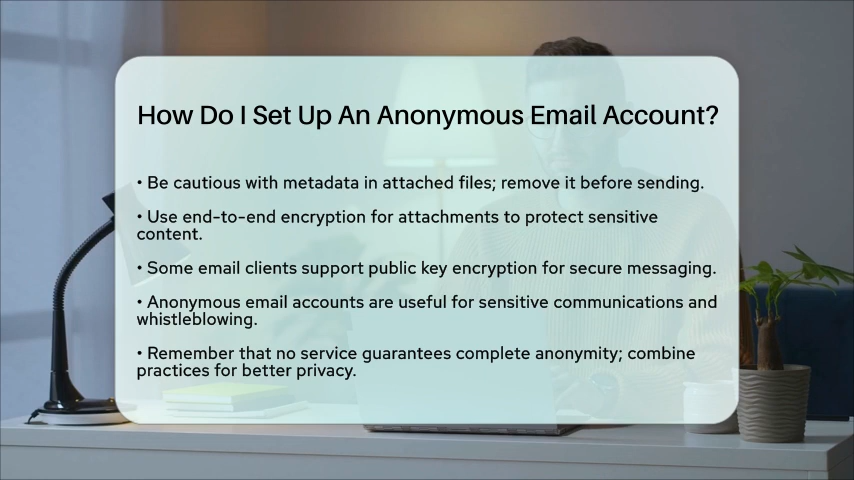 How Do I Set Up An Anonymous Email Account?
• Be cautious with metadata in attached files; remove it before sending.
• Use end-to-end encryption for attachments to protect sensitive
content.
• Some email clients support public key encryption for secure messaging.
• Anonymous email accounts are useful for sensitive communications and
whistleblowing.
• Remember that no service guarantees complete anonymity; combine
practices for better privacy.